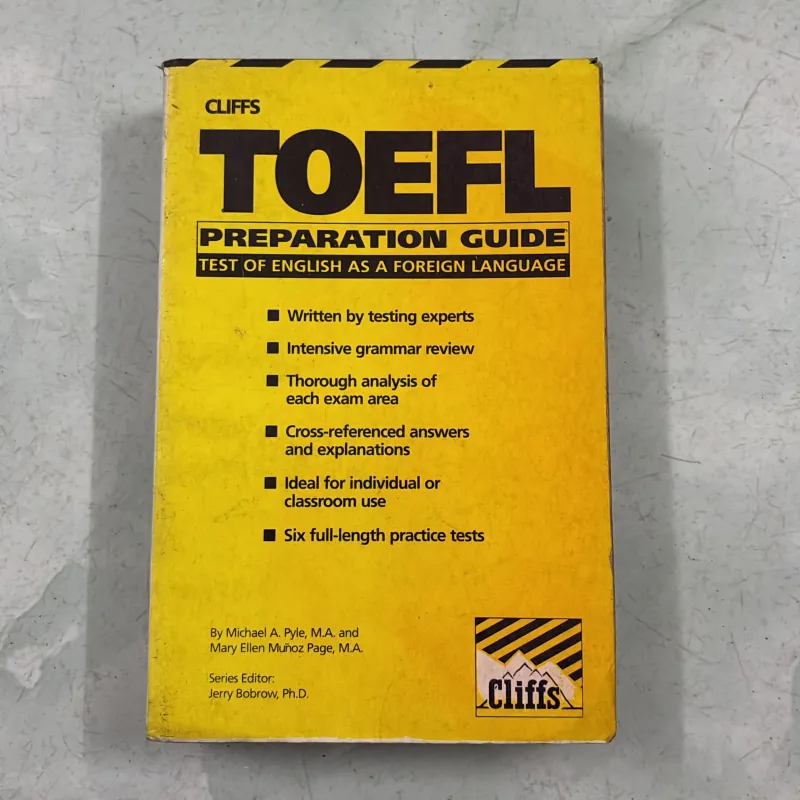 CLIFFS
TOEFL
PREPARATION GUIDE
TEST OF ENGLISH AS A FOREIGN LANGUAGE
■ Written by testing experts
■ Intensive grammar review
■ Thorough analysis of
each exam area
■ Cross-referenced answers
and explanations
■ Ideal for individual or
classroom use
■ Six full-length practice tests
By Michael A. Pyle, M.A. and
Mary Ellen Muñoz Page, M.A.
Series Editor:
Jerry Bobrow, Ph.D.
Cliffs